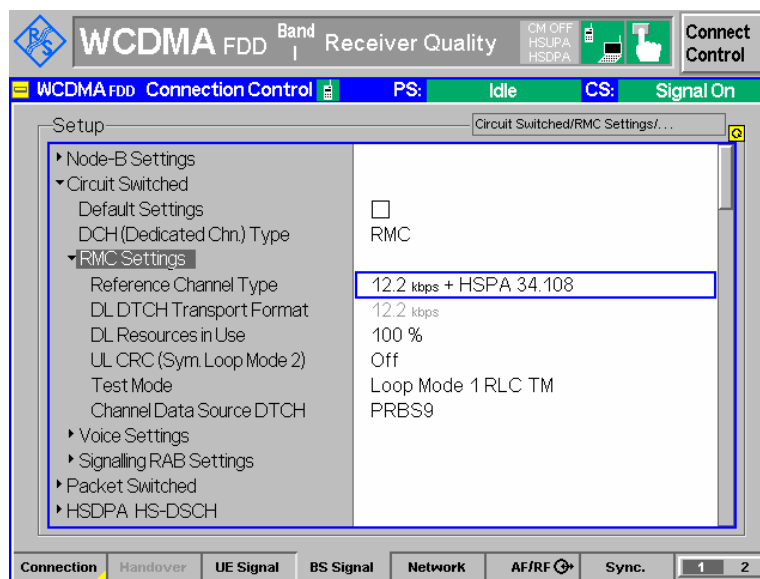 R S
WCDMA FDD Band I Receiver Quality
CM OFF
HSUPA
HSDPA
Connect
Control
WCDMA FDD Connection Control PS: Idle CS: Signal On
Setup
Circuit Switched/RMC Settings/...
Node-B Settings
Circuit Switched
Default Settings
DCH (Dedicated Chn.) Type RMC
RMC Settings
Reference Channel Type 12.2 kbps + HSPA 34.108
DL DTCH Transport Format 12.2 kbps
DL Resources in Use 100 %
UL CRC (Sym. Loop Mode 2) Off
Test Mode Loop Mode 1 RLC TM
Channel Data Source DTCH PRBS9
Voice Settings
Signalling RAB Settings
Packet Switched
HSDPA HS-DSCH
Connection Handover UE Signal BS Signal Network AF/RF Sync. 1 2